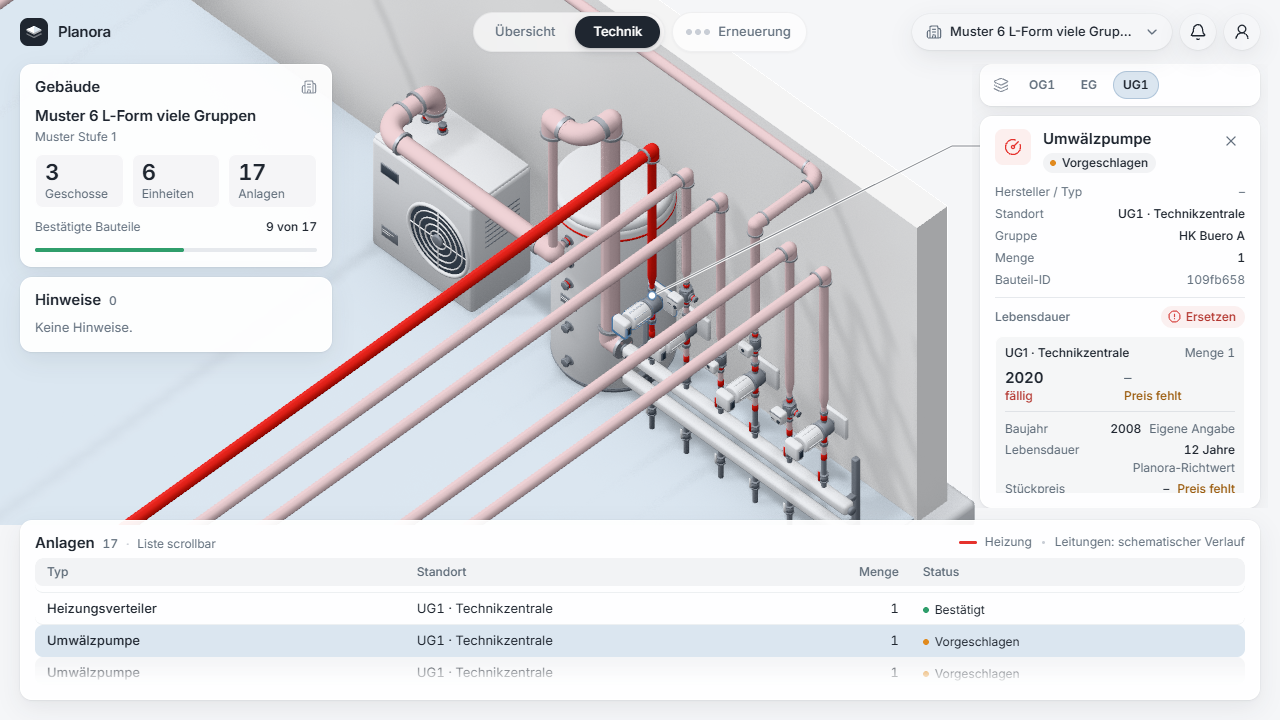 Planora
Übersicht
Technik
Erneuerung
Muster 6 L-Form viele Grup...
Gebäude
Muster 6 L-Form viele Gruppen
Muster Stufe 1
3 6 17
Geschosse Einheiten Anlagen
Bestätigte Bauteile 9 von 17
Hinweise 0
Keine Hinweise.
OG1 EG UG1
Umwälzpumpe
Vorgeschlagen
Hersteller / Typ –
Standort UG1 · Technikzentrale
Gruppe HK Buero A
Menge 1
Bauteil-ID 109fb658
Lebensdauer Ersetzen
UG1 · Technikzentrale Menge 1
2020 –
fällig Preis fehlt
Baujahr 2008 Eigene Angabe
Lebensdauer 12 Jahre
Planora-Richtwert
Stückpreis – Preis fehlt
Anlagen 17 · Liste scrollbar
Heizung · Leitungen: schematischer Verlauf
Typ Standort Menge Status
Heizungsverteiler UG1 · Technikzentrale 1 Bestätigt
Umwälzpumpe UG1 · Technikzentrale 1 Vorgeschlagen
Umwälzpumpe UG1 · Technikzentrale 1 Vorgeschlagen